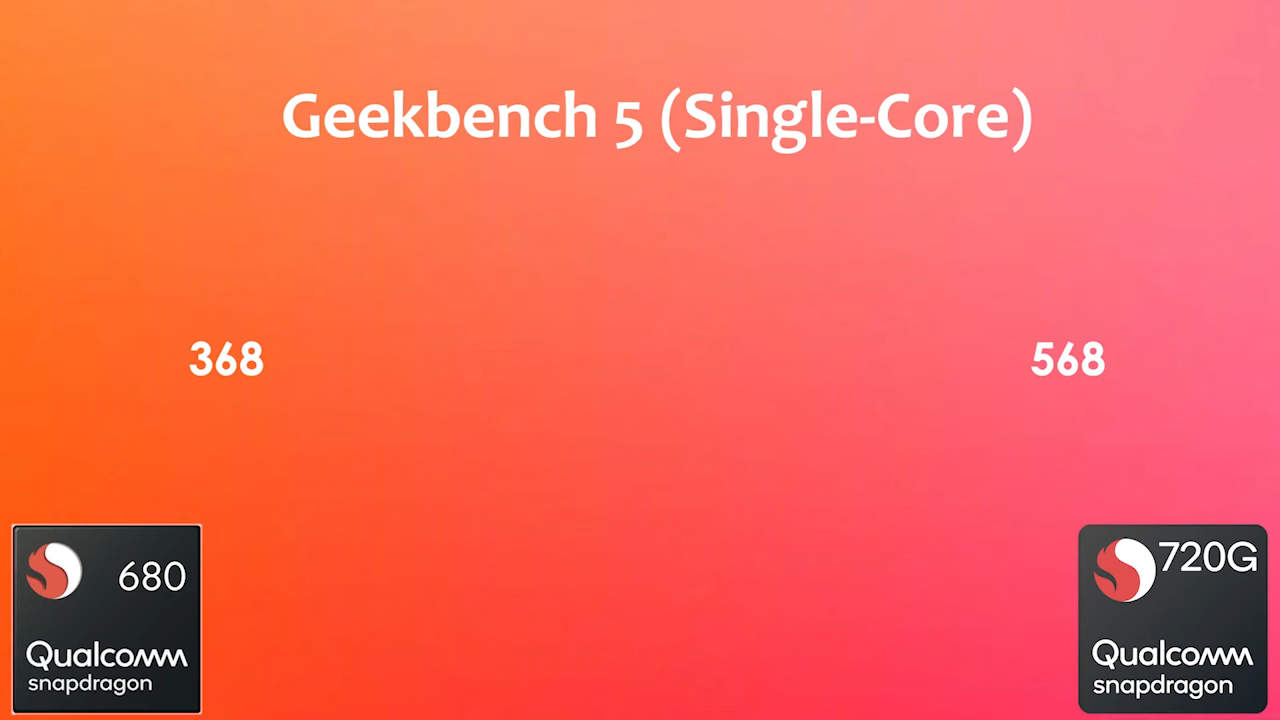 Geekbench 5 (Single-Core)
368
568
680
Qualcomm
snapdragon
720G
Qualcomm
snapdragon